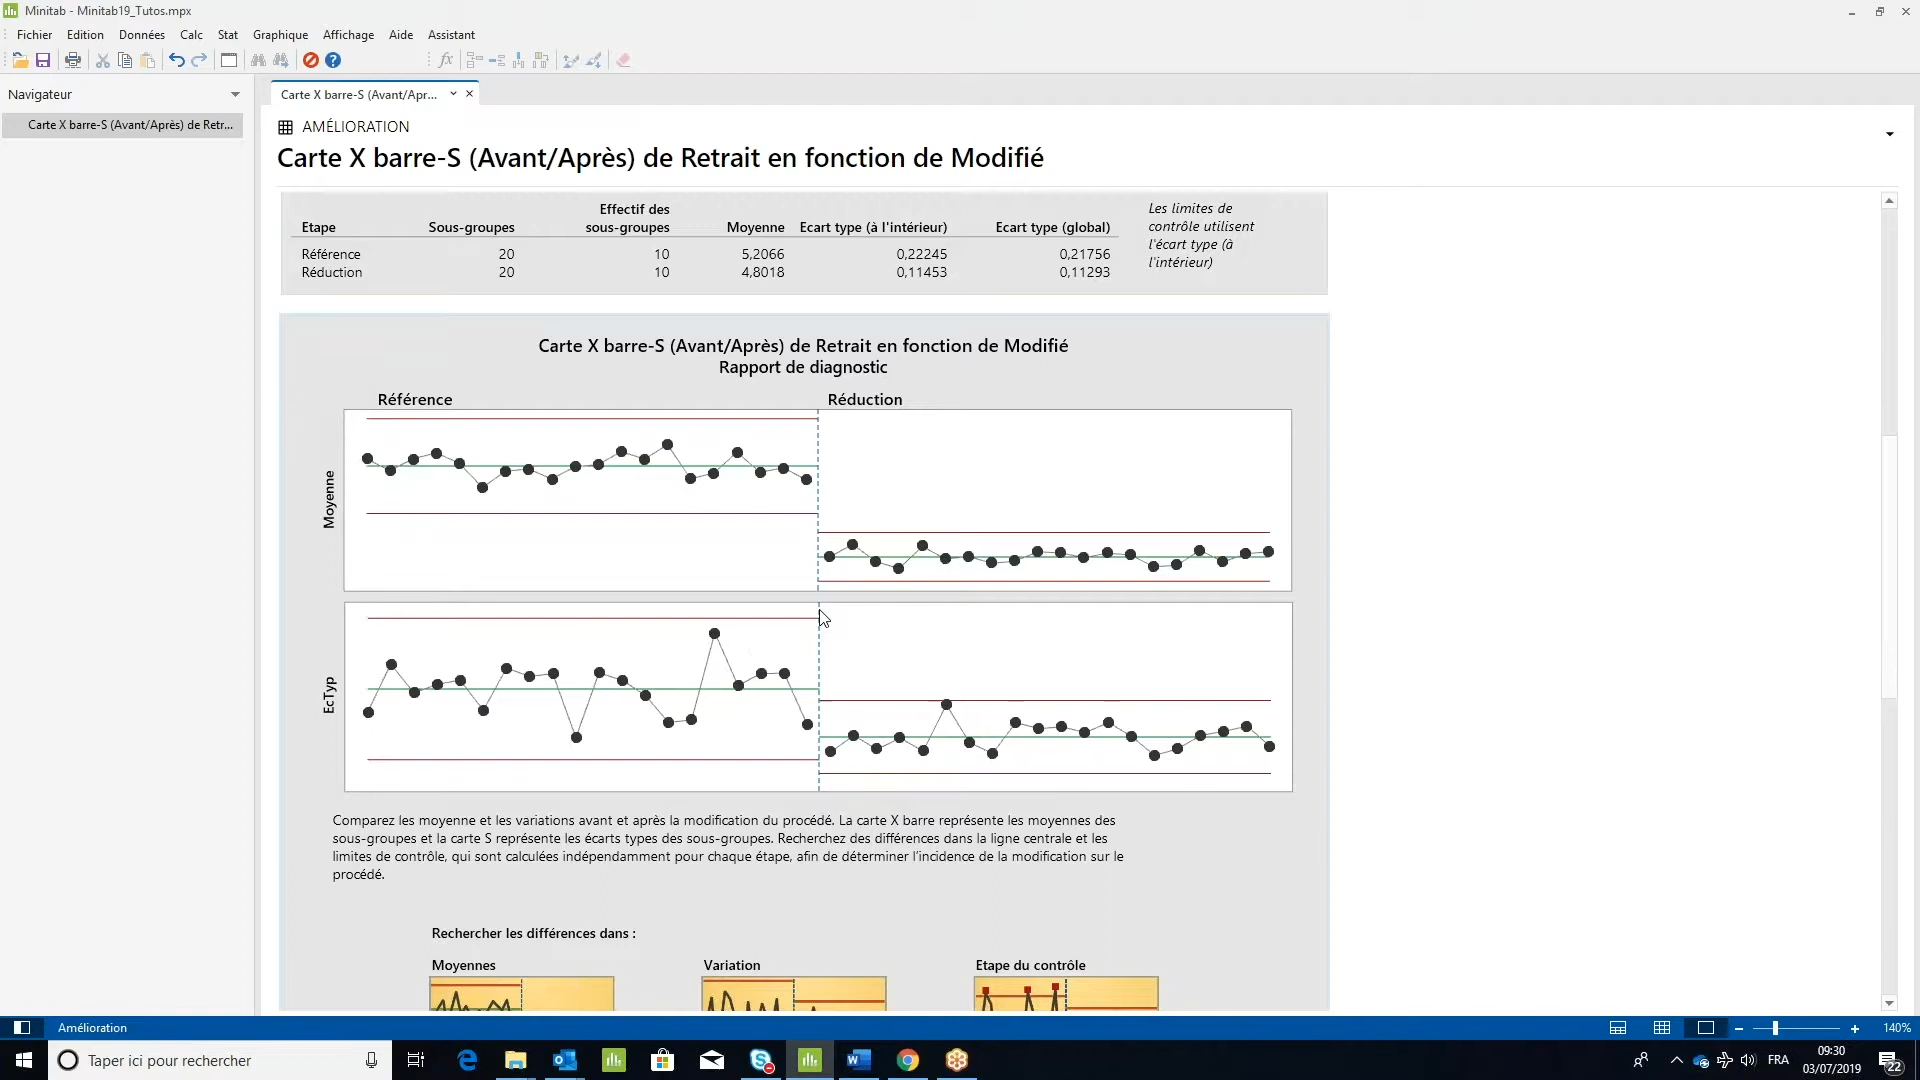 Minitab - Minitab19_Tutos.mpx
Fichier Edition Données Calc Stat Graphique Affichage Aide Assistant
Navigateur
Carte X barre-S (Avant/Après) de Retr...
Carte X barre-S (Avant/Apr...
AMÉLIORATION
Carte X barre-S (Avant/Après) de Retrait en fonction de Modifié
Effectif des
Etape Sous-groupes sous-groupes Moyenne Ecart type (à l'intérieur) Ecart type (global)
Référence 20 10 5,2066 0,22245 0,21756
Réduction 20 10 4,8018 0,11453 0,11293
Les limites de
contrôle utilisent
l'écart type (à
l'intérieur)
Carte X barre-S (Avant/Après) de Retrait en fonction de Modifié
Rapport de diagnostic
Référence Réduction
Moyenne
EcTyp
Comparez les moyenne et les variations avant et après la modification du procédé. La carte X barre représente les moyennes des
sous-groupes et la carte S représente les écarts types des sous-groupes. Recherchez des différences dans la ligne centrale et les
limites de contrôle, qui sont calculées indépendamment pour chaque étape, afin de déterminer l'incidence de la modification sur le
procédé.
Rechercher les différences dans :
Moyennes Variation Etape du contrôle
Amélioration
140%
Taper ici pour rechercher
FRA
09:30
03/07/2019
22